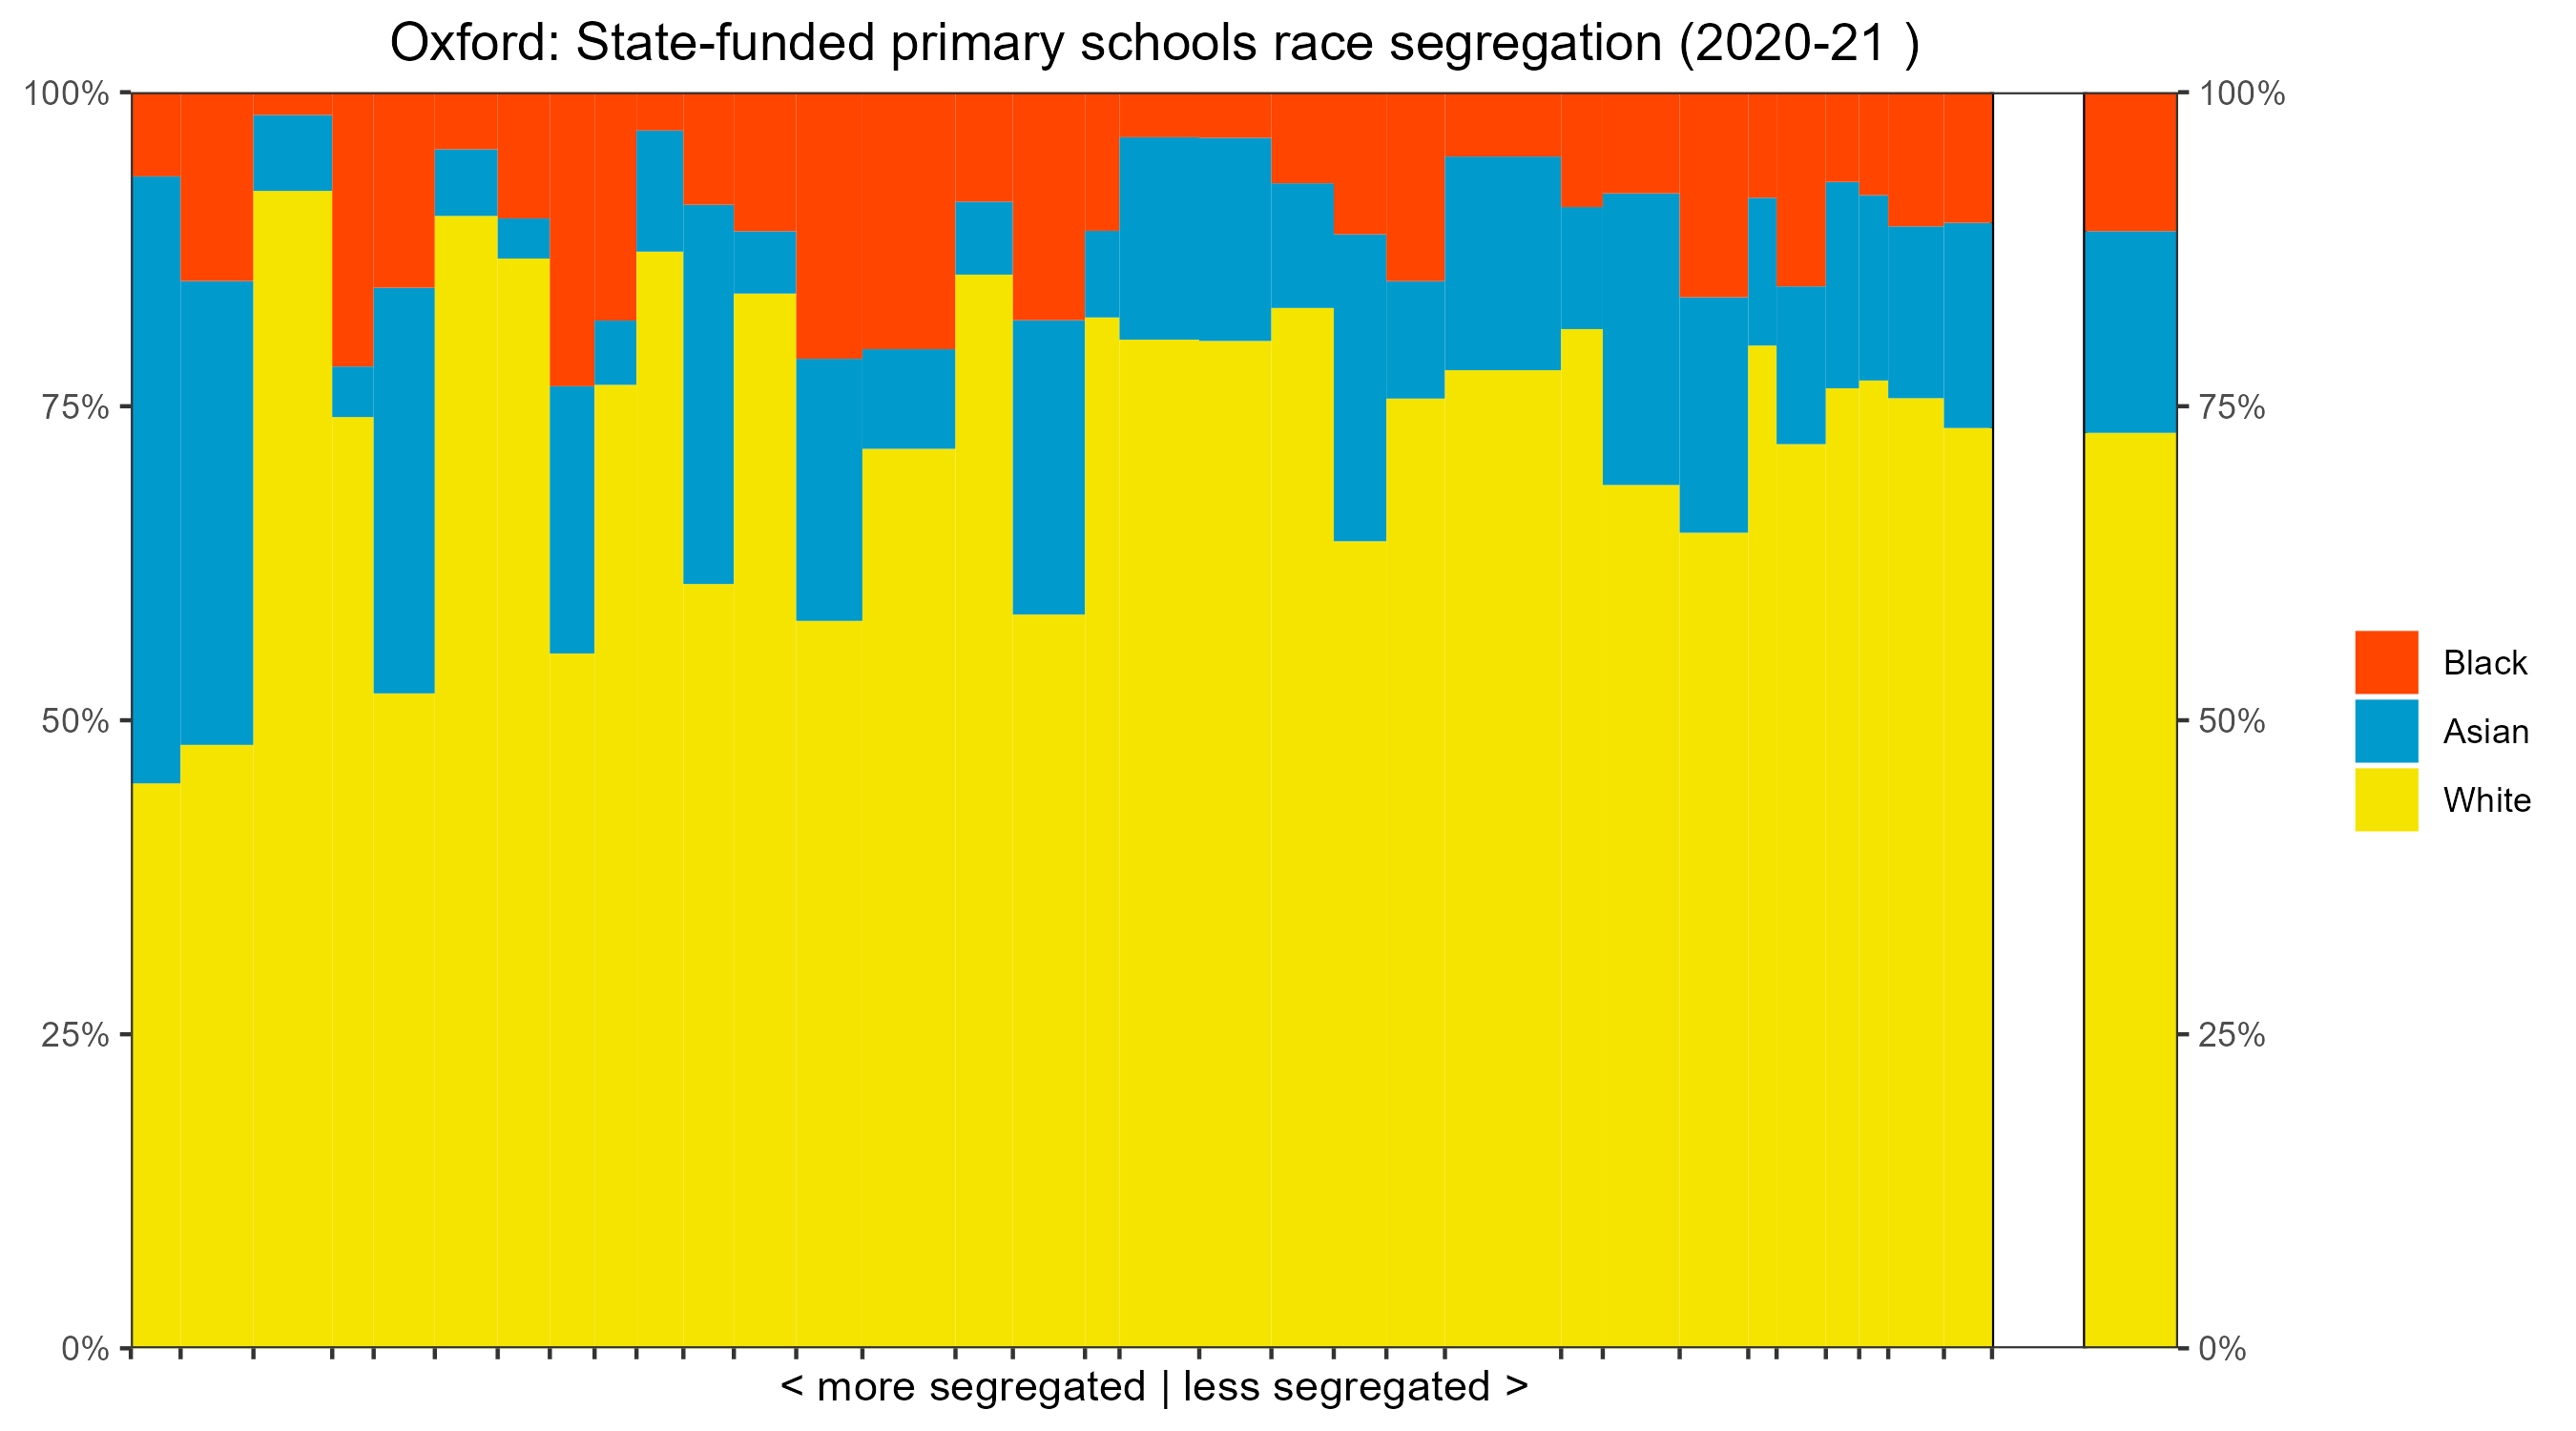 Oxford: State-funded primary schools race segregation (2020-21 )
100%
75%
50%
25%
0%
100%
75%
50%
25%
0%
Black
Asian
White
< more segregated | less segregated >